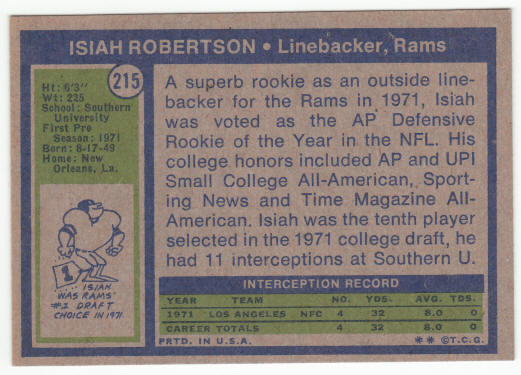 ISIAH ROBERTSON • Linebacker, Rams
215
Ht: 6'3"
Wt: 225
School: Southern
University
First Pro
Season: 1971
Born: 8-17-49
Home: New
Orleans, La.
1
ISIAH
WAS RAMS'
#1 DRAFT
CHOICE IN 1971.
A superb rookie as an outside line-
backer for the Rams in 1971, Isiah
was voted as the AP Defensive
Rookie of the Year in the NFL. His
college honors included AP and UPI
Small College All-American, Sport-
ing News and Time Magazine All-
American. Isiah was the tenth player
selected in the 1971 college draft, he
had 11 interceptions at Southern U.
INTERCEPTION RECORD
YEAR TEAM NO. YDS. AVG. TDS.
1971 LOS ANGELES NFC 4 32 8.0 0
CAREER TOTALS 4 32 8.0 0
PRTD. IN U.S.A. * * © T.C.G.